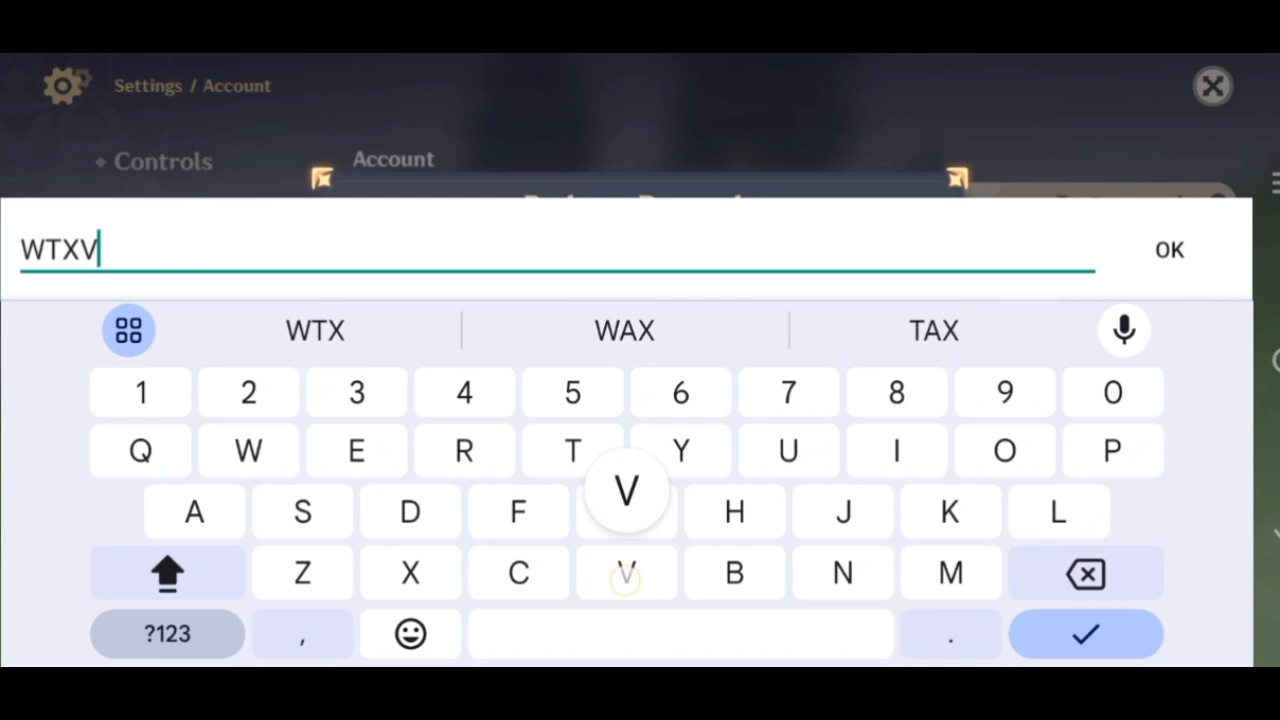 Settings / Account
Controls
Account
WTXV
OK
WTX WAX TAX
1 2 3 4 5 6 7 8 9 0
Q W E R T Y U I O P
V
A S D F H J K L
Z X C V B N M
?123 , .